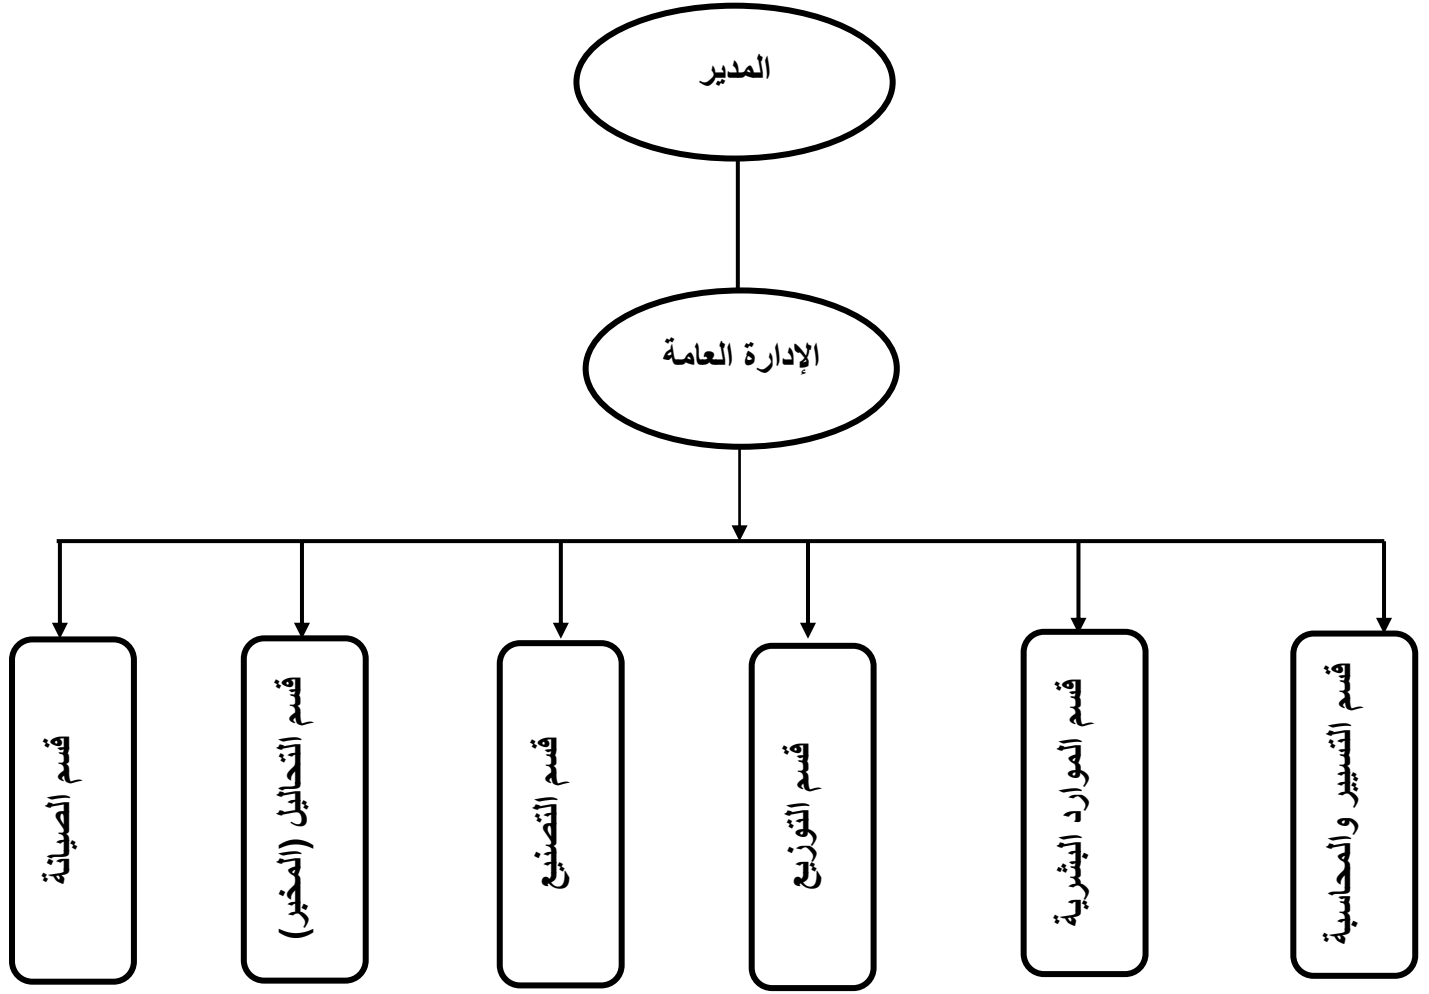 المدير
الإدارة العامة
قسم التسيير والمحاسبة
قسم الموارد البشرية
قسم التوزيع
قسم التصنيع
قسم التحاليل (المخبر)
قسم الصيانة